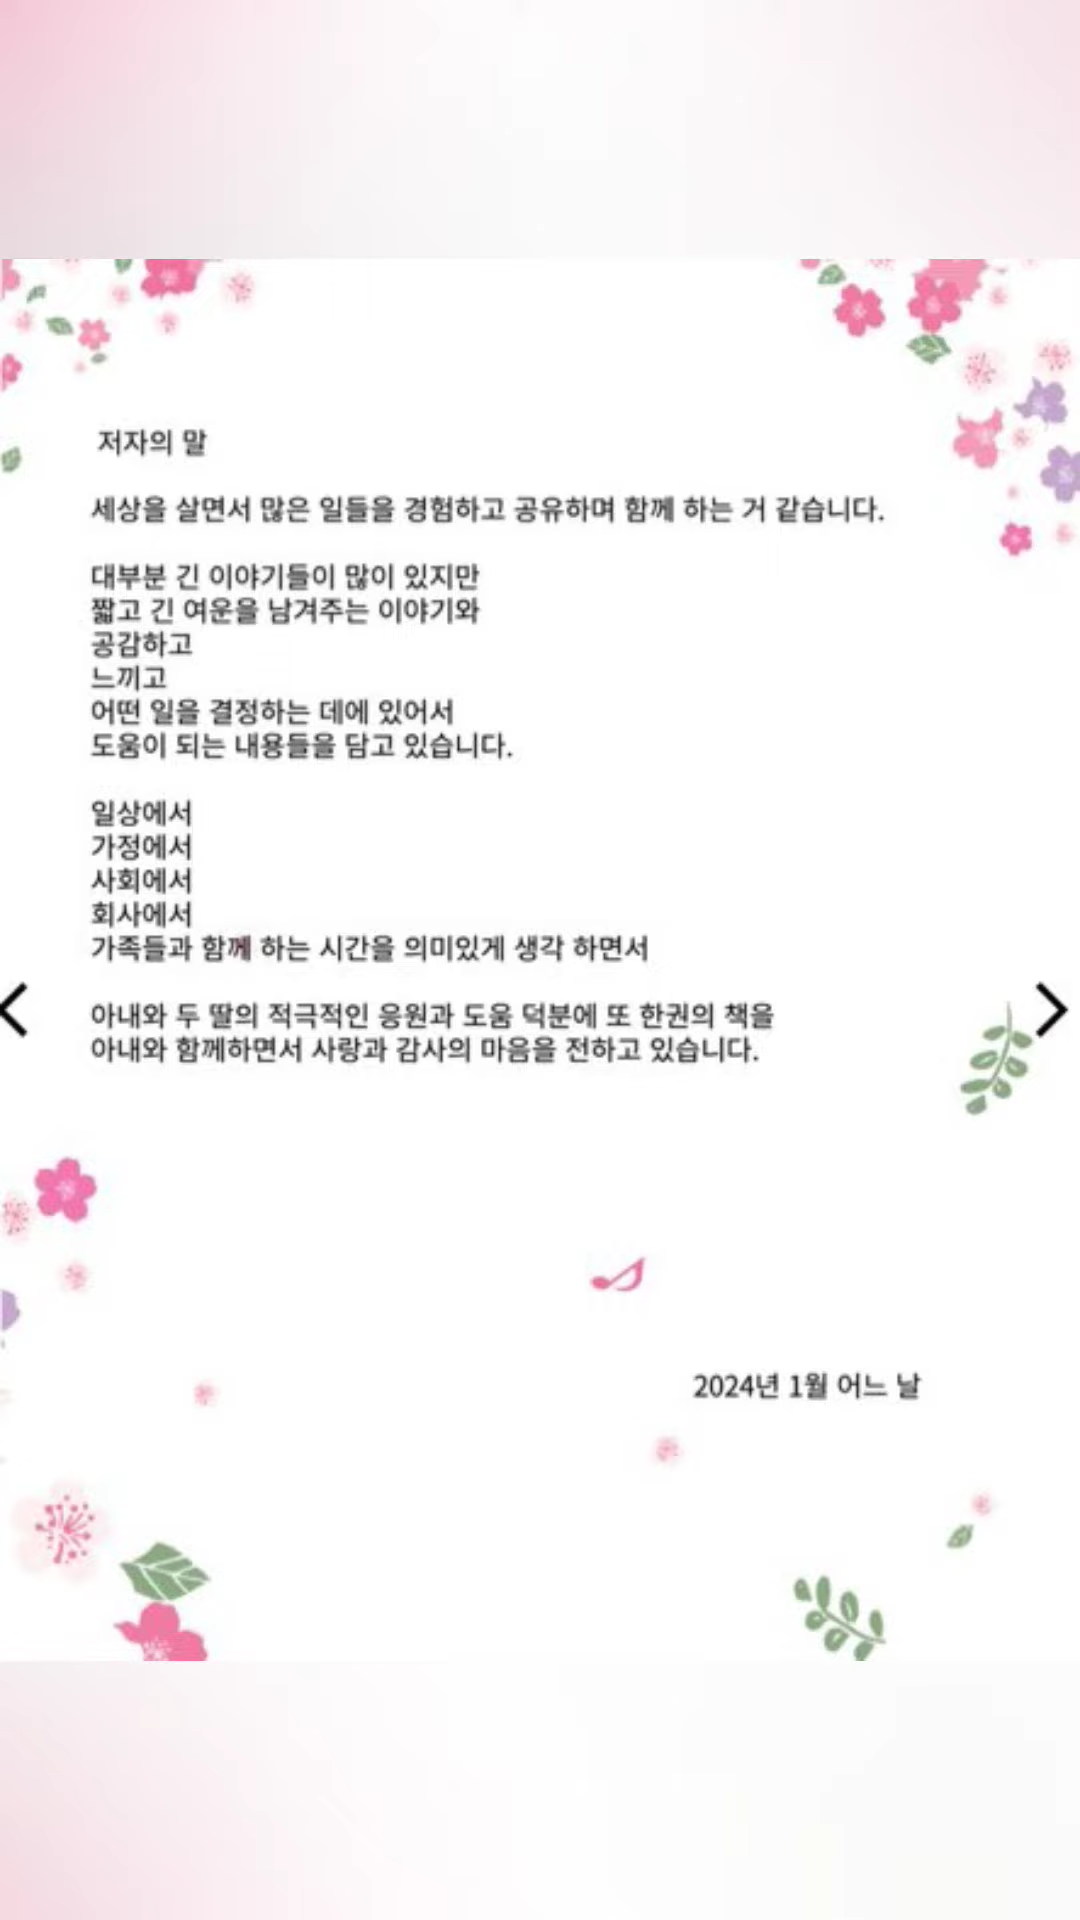 저자의 말
세상을 살면서 많은 일들을 경험하고 공유하며 함께 하는 거 같습니다.
대부분 긴 이야기들이 많이 있지만
짧고 긴 여운을 남겨주는 이야기와
공감하고
느끼고
어떤 일을 결정하는 데에 있어서
도움이 되는 내용들을 담고 있습니다.
일상에서
가정에서
사회에서
회사에서
가족들과 함께 하는 시간을 의미있게 생각 하면서
아내와 두 딸의 적극적인 응원과 도움 덕분에 또 한권의 책을
아내와 함께하면서 사랑과 감사의 마음을 전하고 있습니다.
2024년 1월 어느 날